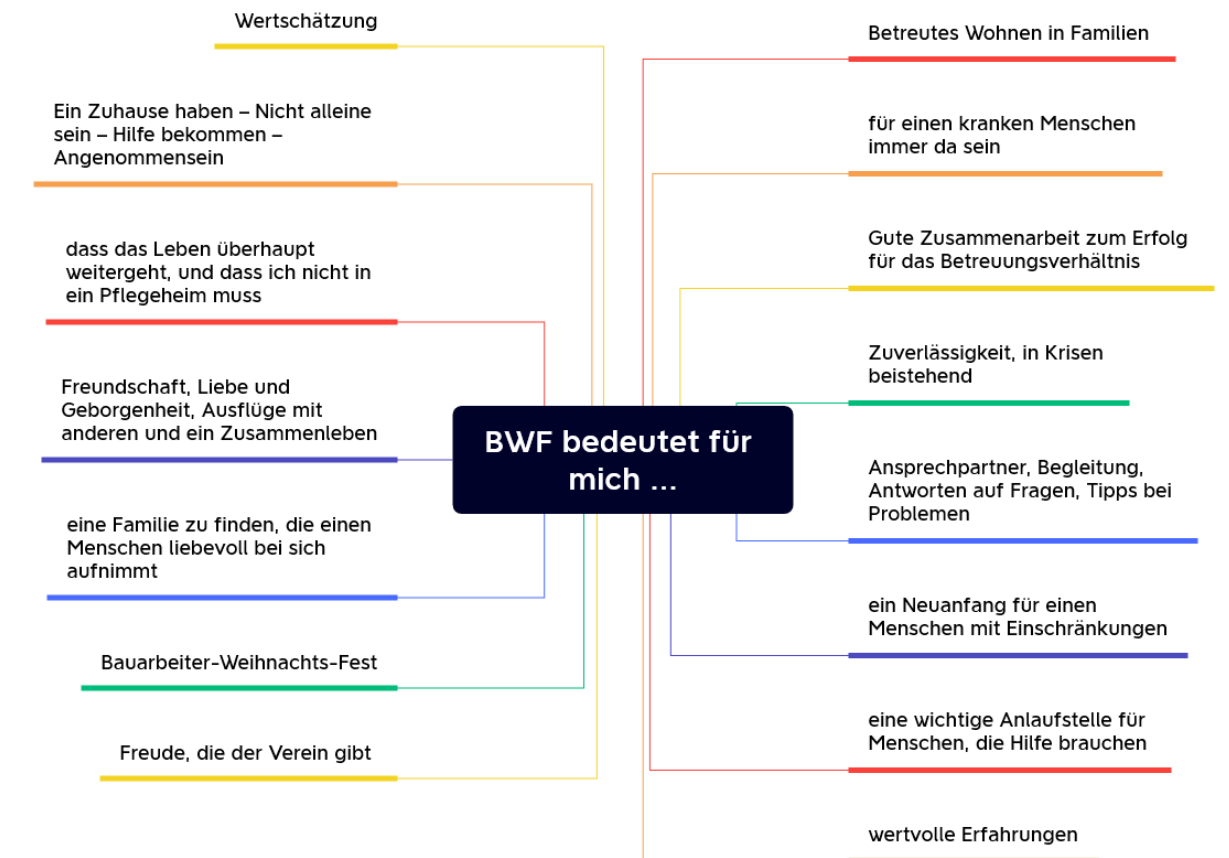 Wertschätzung
Ein Zuhause haben – Nicht alleine
sein – Hilfe bekommen –
Angenommensein
dass das Leben überhaupt
weitergeht, und dass ich nicht in
ein Pflegeheim muss
Freundschaft, Liebe und
Geborgenheit, Ausflüge mit
anderen und ein Zusammenleben
eine Familie zu finden, die einen
Menschen liebevoll bei sich
aufnimmt
Bauarbeiter-Weihnachts-Fest
Freude, die der Verein gibt
BWF bedeutet für
mich ...
Betreutes Wohnen in Familien
für einen kranken Menschen
immer da sein
Gute Zusammenarbeit zum Erfolg
für das Betreuungsverhältnis
Zuverlässigkeit, in Krisen
beistehend
Ansprechpartner, Begleitung,
Antworten auf Fragen, Tipps bei
Problemen
ein Neuanfang für einen
Menschen mit Einschränkungen
eine wichtige Anlaufstelle für
Menschen, die Hilfe brauchen
wertvolle Erfahrungen